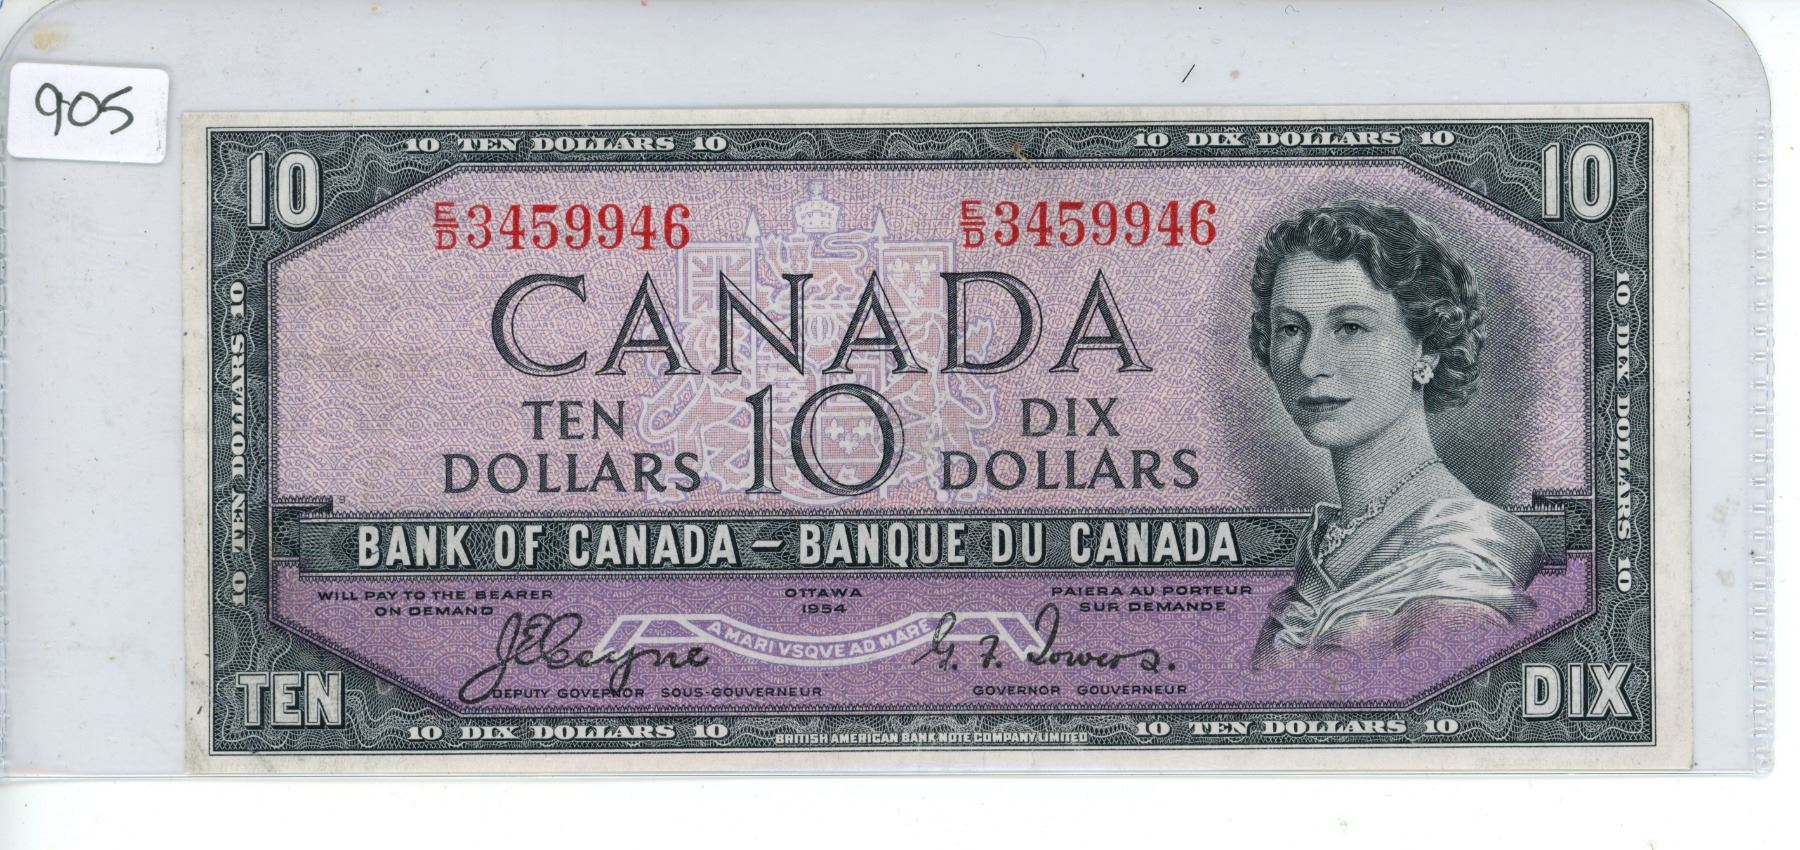 905
10 TEN DOLLARS 10
10 DIX DOLLARS 10
10
10
E/D 3459946
E/D 3459946
CANADA
TEN DOLLARS
10
DIX DOLLARS
10 TEN DOLLARS 10
10 DIX DOLLARS 10
BANK OF CANADA – BANQUE DU CANADA
WILL PAY TO THE BEARER
ON DEMAND
OTTAWA
1954
PAIERA AU PORTEUR
SUR DEMANDE
A MARI VSQVE AD MARE
J.E. Coyne
G. F. Towers.
DEPUTY GOVERNOR SOUS-GOUVERNEUR
GOVERNOR GOUVERNEUR
TEN
DIX
10 DIX DOLLARS 10
BRITISH AMERICAN BANK NOTE COMPANY, LIMITED
10 TEN DOLLARS 10